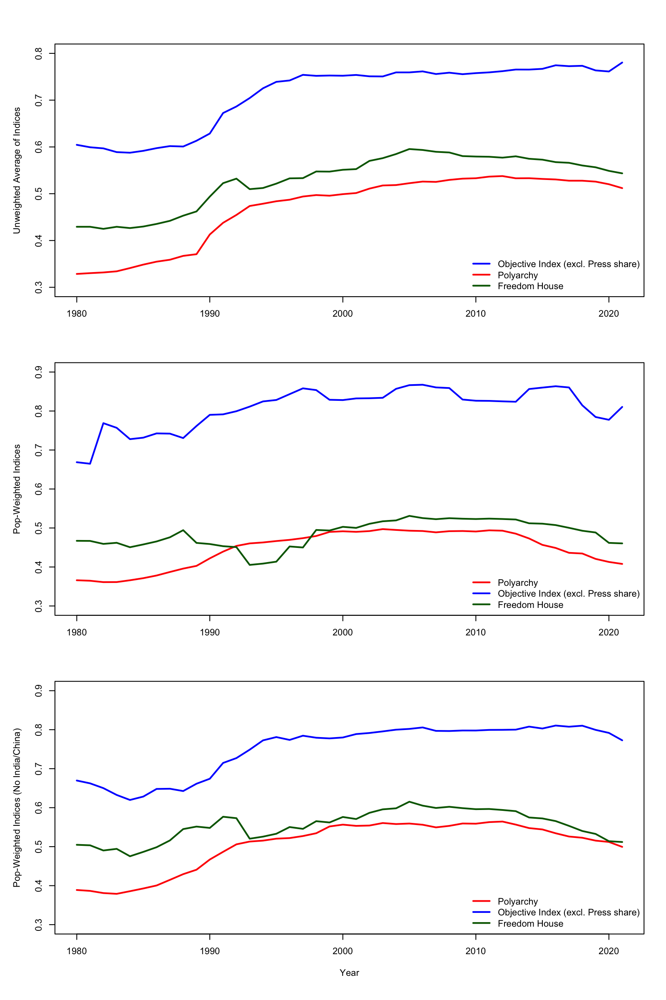 Unweighted Average of Indices
0.8
0.7
0.6
0.5
0.4
0.3
Objective Index (excl. Press share)
Polyarchy
Freedom House
1980 1990 2000 2010 2020
Pop-Weighted Indices
0.9
0.8
0.7
0.6
0.5
0.4
0.3
Polyarchy
Objective Index (excl. Press share)
Freedom House
1980 1990 2000 2010 2020
Pop-Weighted Indices (No India/China)
0.9
0.8
0.7
0.6
0.5
0.4
0.3
Polyarchy
Objective Index (excl. Press share)
Freedom House
1980 1990 2000 2010 2020
Year